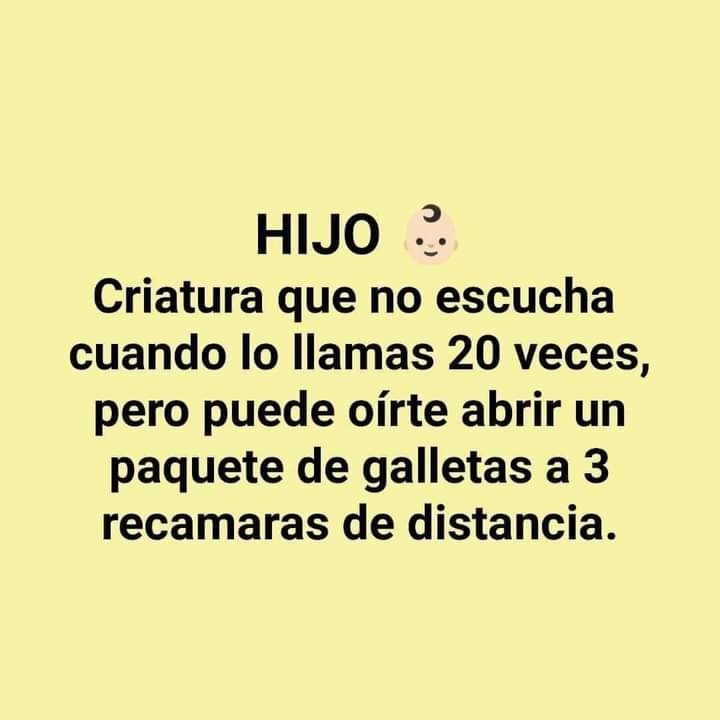 HIJO 👶🏻
Criatura que no escucha
cuando lo llamas 20 veces,
pero puede oírte abrir un
paquete de galletas a 3
recamaras de distancia.